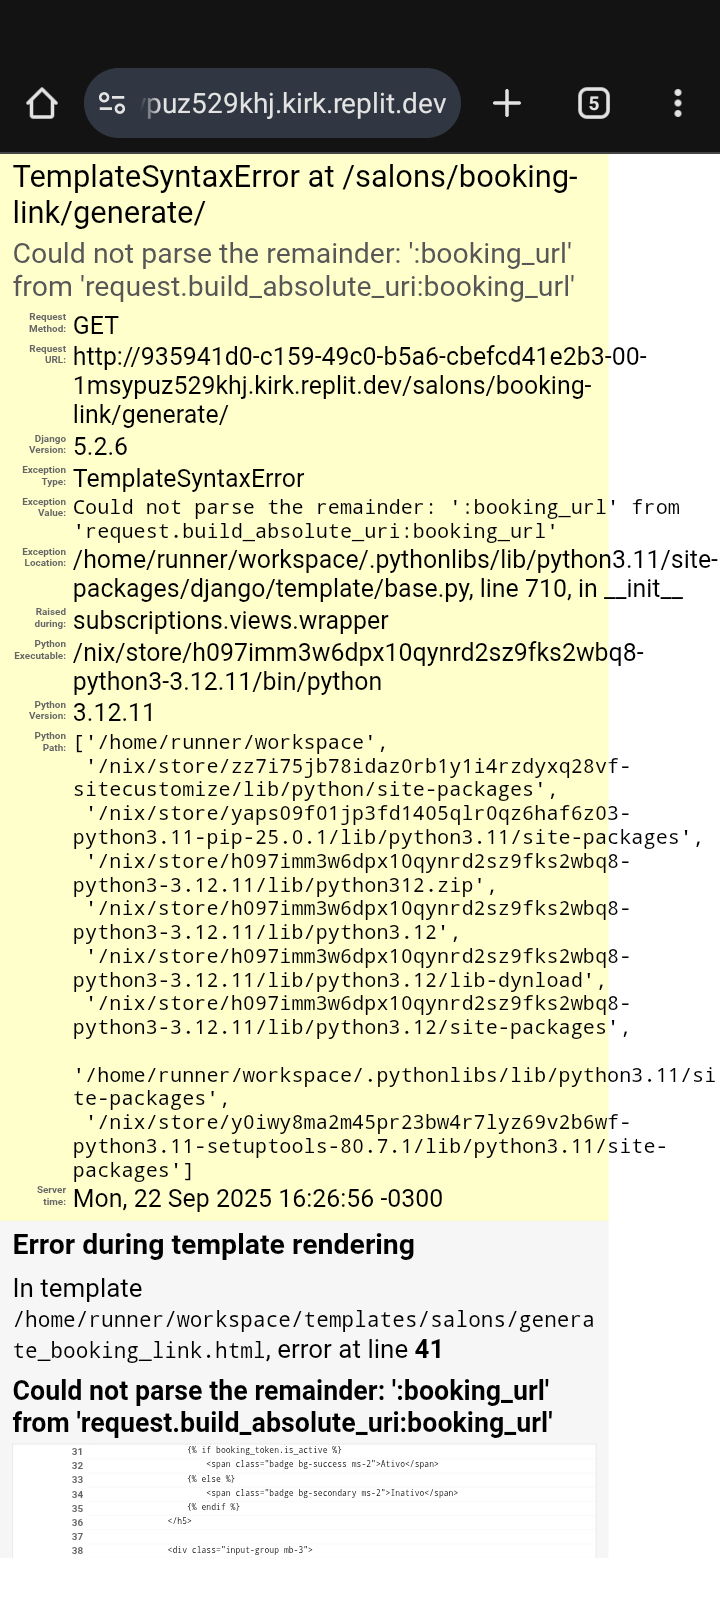 ypuz529khj.kirk.replit.dev
5
TemplateSyntaxError at /salons/booking-
link/generate/
Could not parse the remainder: ':booking_url'
from 'request.build_absolute_uri:booking_url'
Request Method: GET
Request URL: http://935941d0-c159-49c0-b5a6-cbefcd41e2b3-00-
1msypuz529khj.kirk.replit.dev/salons/booking-
link/generate/
Django Version: 5.2.6
Exception Type: TemplateSyntaxError
Exception Value: Could not parse the remainder: ':booking_url' from
'request.build_absolute_uri:booking_url'
Exception Location: /home/runner/workspace/.pythonlibs/lib/python3.11/site-
packages/django/template/base.py, line 710, in __init__
Raised during: subscriptions.views.wrapper
Python Executable: /nix/store/h097imm3w6dpx10qynrd2sz9fks2wbq8-
python3-3.12.11/bin/python
Python Version: 3.12.11
Python Path: ['/home/runner/workspace',
'/nix/store/zz7i75jb78idaz0rb1y1i4rzdyxq28vf-
sitecustomize/lib/python/site-packages',
'/nix/store/yaps09f01jp3fd1405qlr0qz6haf6z03-
python3.11-pip-25.0.1/lib/python3.11/site-packages',
'/nix/store/h097imm3w6dpx10qynrd2sz9fks2wbq8-
python3-3.12.11/lib/python312.zip',
'/nix/store/h097imm3w6dpx10qynrd2sz9fks2wbq8-
python3-3.12.11/lib/python3.12',
'/nix/store/h097imm3w6dpx10qynrd2sz9fks2wbq8-
python3-3.12.11/lib/python3.12/lib-dynload',
'/nix/store/h097imm3w6dpx10qynrd2sz9fks2wbq8-
python3-3.12.11/lib/python3.12/site-packages',
'/home/runner/workspace/.pythonlibs/lib/python3.11/si
te-packages',
'/nix/store/y0iwy8ma2m45pr23bw4r7lyz69v2b6wf-
python3.11-setuptools-80.7.1/lib/python3.11/site-
packages']
Server time: Mon, 22 Sep 2025 16:26:56 -0300
Error during template rendering
In template
/home/runner/workspace/templates/salons/genera
te_booking_link.html, error at line 41
Could not parse the remainder: ':booking_url'
from 'request.build_absolute_uri:booking_url'
31 {% if booking_token.is_active %}
32 <span class="badge bg-success ms-2">Ativo</span>
33 {% else %}
34 <span class="badge bg-secondary ms-2">Inativo</span>
35 {% endif %}
36 </h5>
37
38 <div class="input-group mb-3">